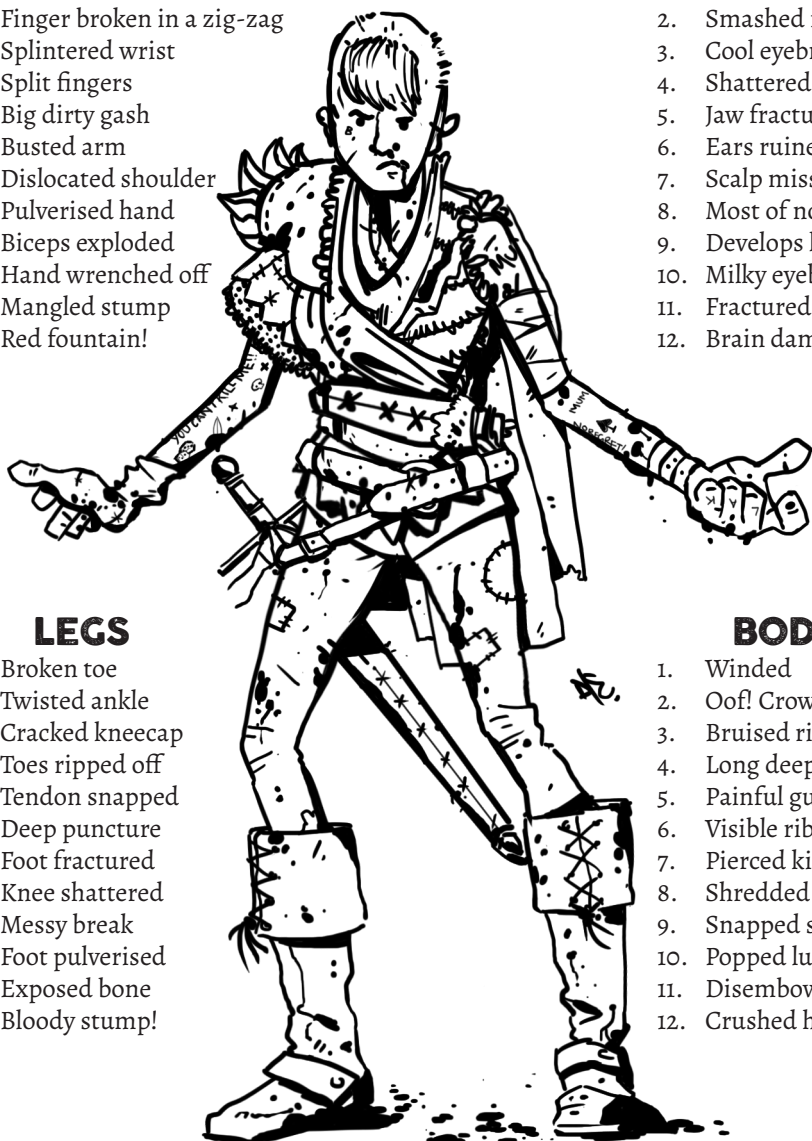 Finger broken in a zig-zag
Splintered wrist
Split fingers
Big dirty gash
Busted arm
Dislocated shoulder
Pulverised hand
Biceps exploded
Hand wrenched off
Mangled stump
Red fountain!
2. Smashed
3. Cool eyebr
4. Shattered
5. Jaw fractu
6. Ears ruine
7. Scalp miss
8. Most of no
9. Develops
10. Milky eyeb
11. Fractured
12. Brain dam
YOU CAN'T KILL ME!!
MUM
NOREGRET!
LEGS
Broken toe
Twisted ankle
Cracked kneecap
Toes ripped off
Tendon snapped
Deep puncture
Foot fractured
Knee shattered
Messy break
Foot pulverised
Exposed bone
Bloody stump!
BOD
1. Winded
2. Oof! Crow
3. Bruised ri
4. Long deep
5. Painful gu
6. Visible rib
7. Pierced ki
8. Shredded
9. Snapped s
10. Popped lu
11. Disembow
12. Crushed h